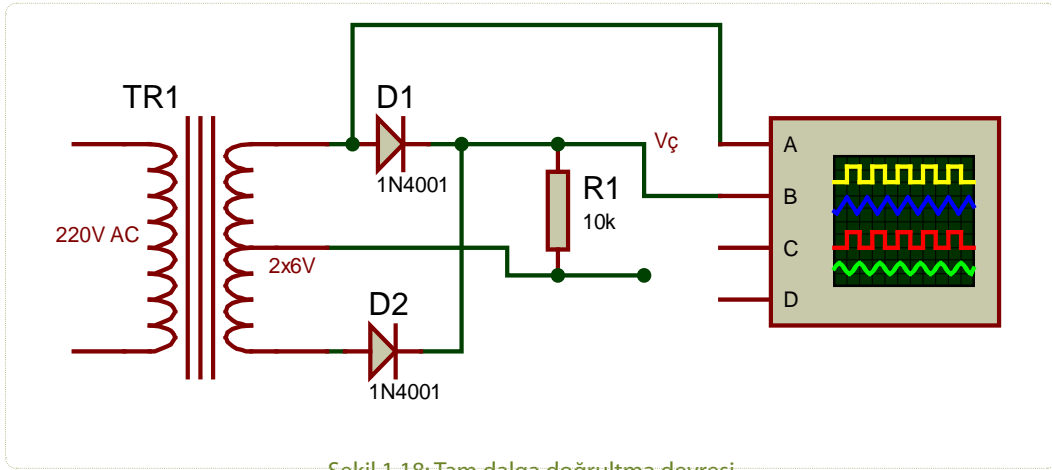 TR1
D1
1N4001
Vç
A
B
C
D
R1
10k
220V AC
2x6V
D2
1N4001
Şekil 1.18: Tam dalga doğrultma devresi